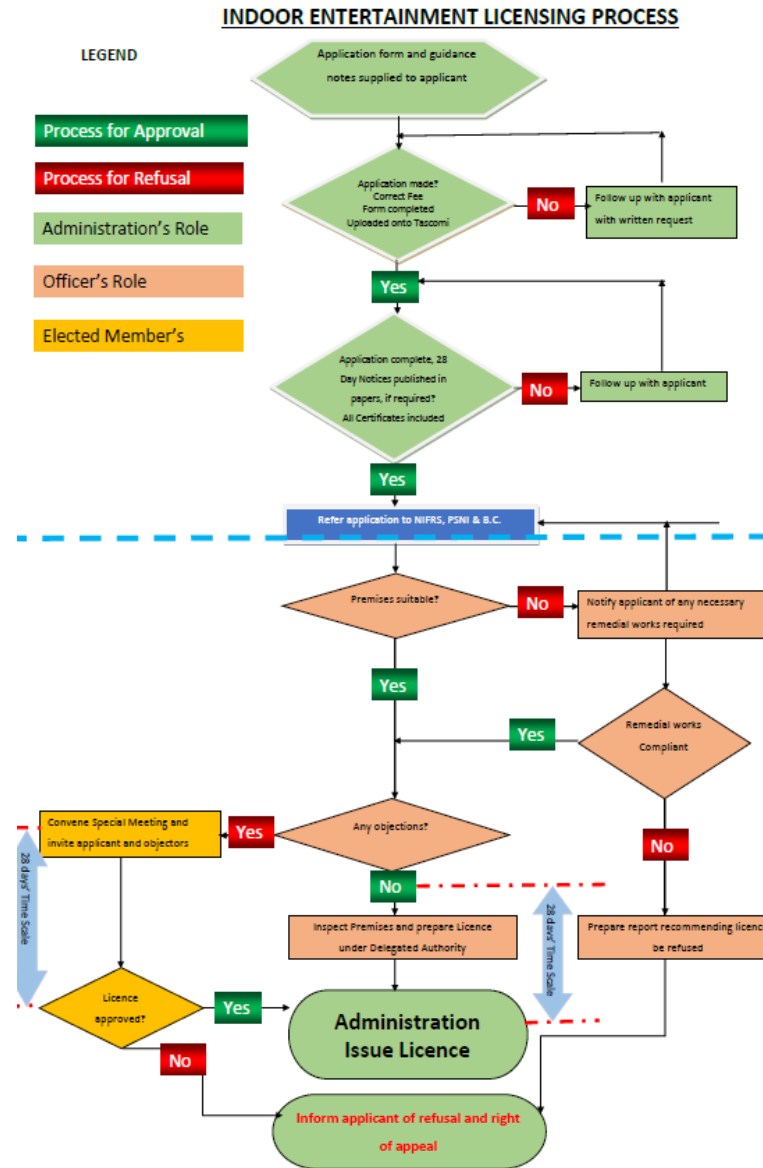 INDOOR ENTERTAINMENT LICENSING PROCESS
LEGEND
Process for Approval
Process for Refusal
Administration's Role
Officer's Role
Elected Member's
Application form and guidance
notes supplied to applicant
Application made?
Correct Fee
Form completed
Uploaded onto Tascomi
No
Follow up with applicant
with written request
Yes
Application complete, 28
Day Notices published in
papers, if required?
All Certificates included
No
Follow up with applicant
Yes
Refer application to NIFRS, PSNI & B.C.
Premises suitable?
No
Notify applicant of any necessary
remedial works required
Yes
Remedial works
Compliant
Yes
Any objections?
Yes
Convene Special Meeting and
invite applicant and objectors
28 days' Time Scale
No
No
Inspect Premises and prepare Licence
under Delegated Authority
28 days' Time Scale
Prepare report recommending licenc
be refused
Licence
approved?
Yes
Administration
Issue Licence
No
Inform applicant of refusal and right
of appeal